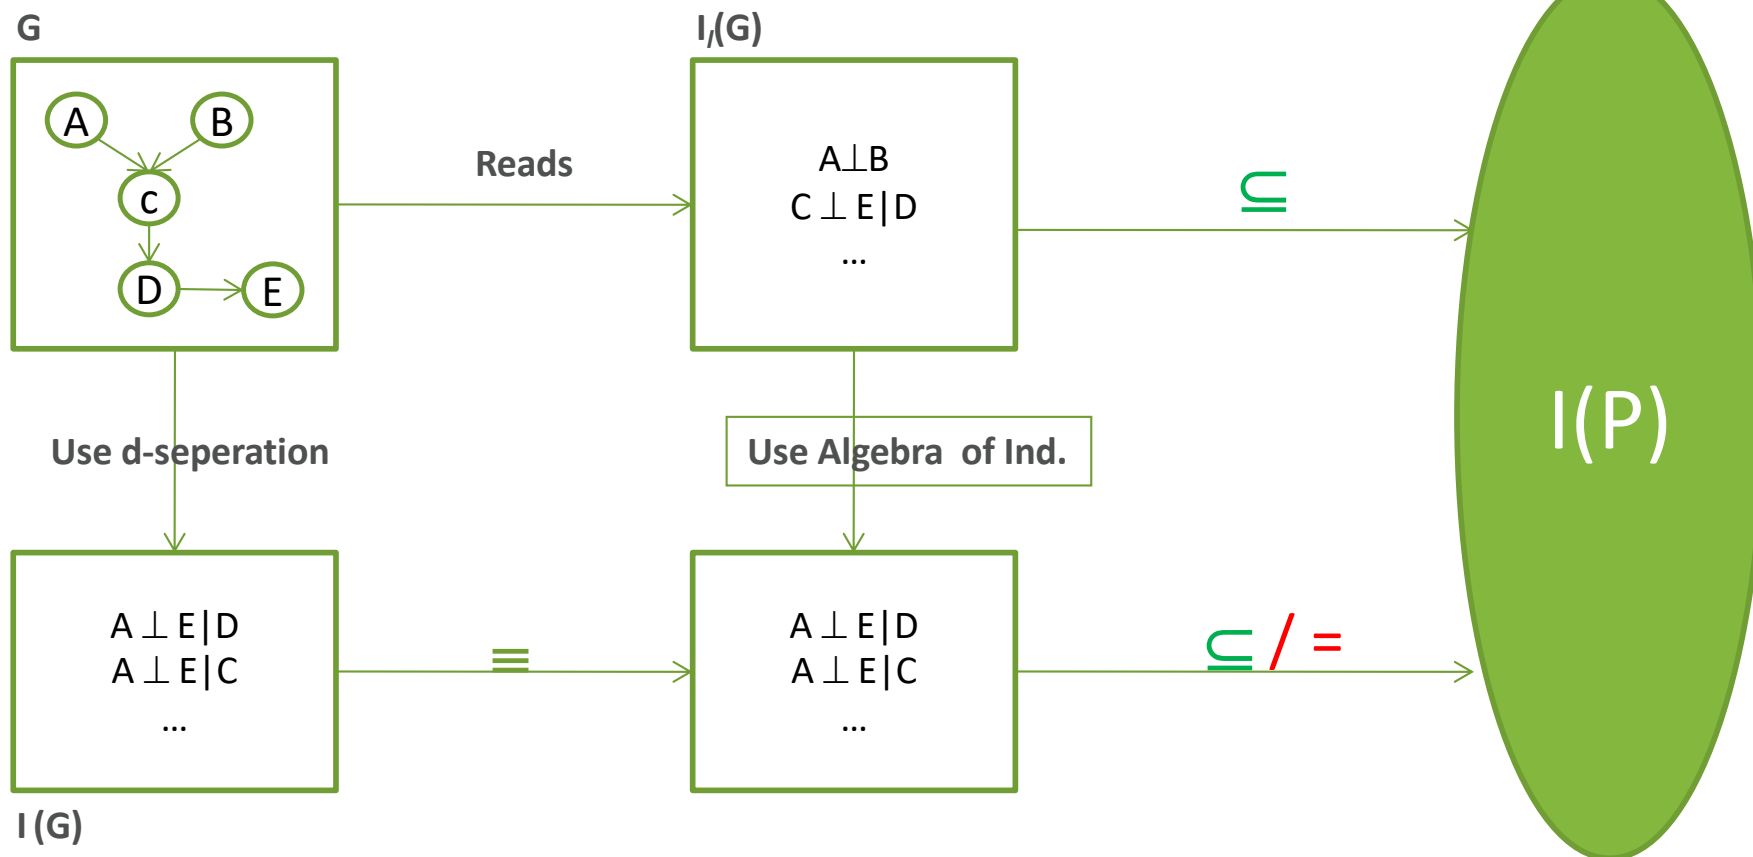 G
A
B
c
D
E
Reads
I_l(G)
A⊥B
C ⊥ E|D
...
⊆
I(P)
Use d-seperation
Use Algebra of Ind.
A ⊥ E|D
A ⊥ E|C
...
≡
A ⊥ E|D
A ⊥ E|C
...
⊆ / =
I (G)